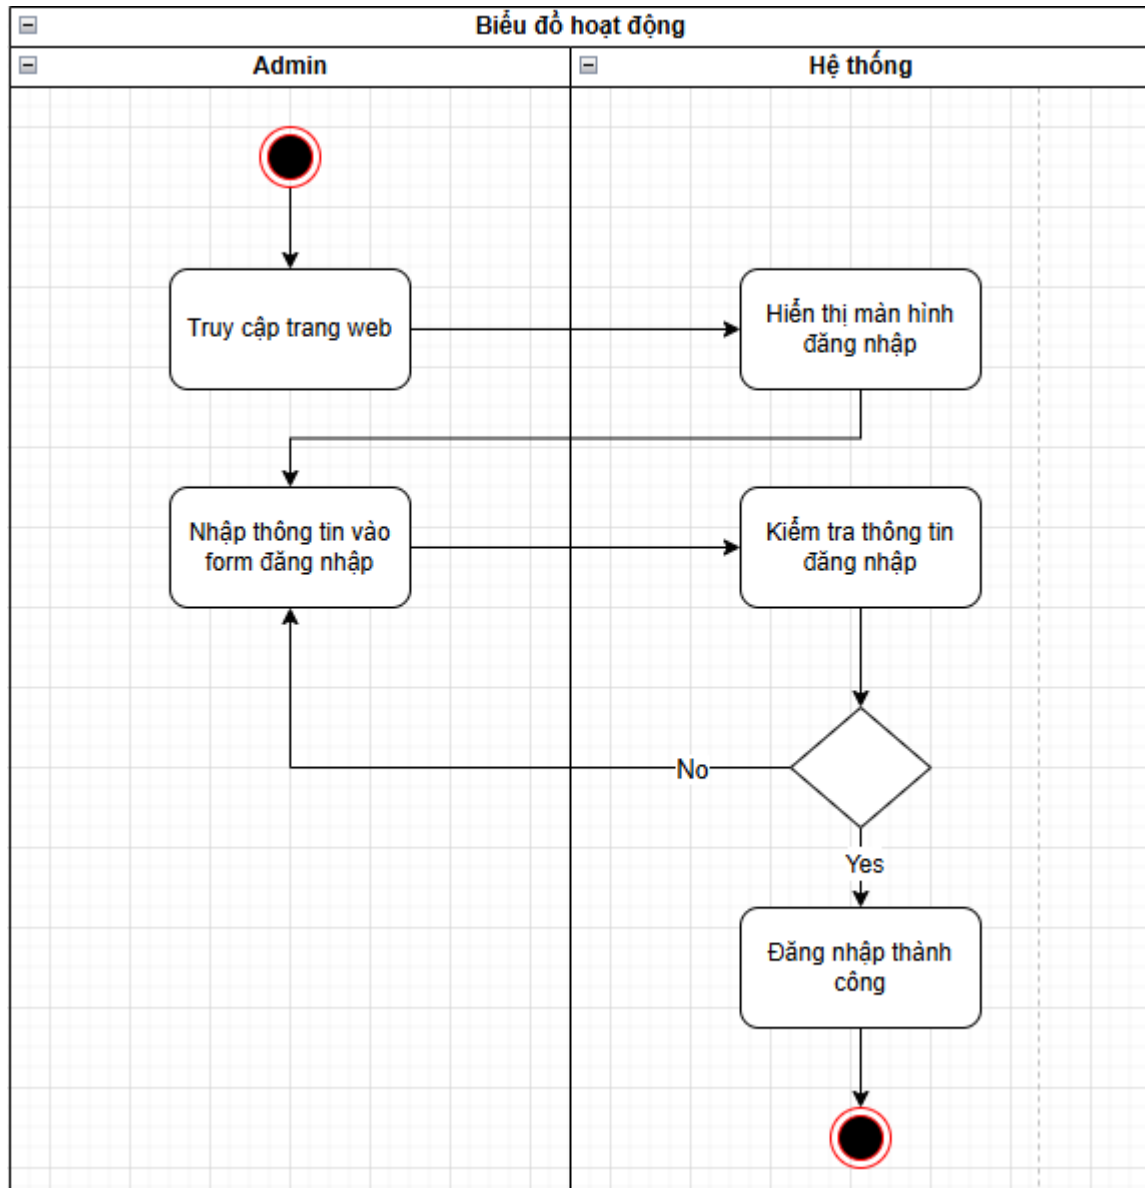 Biểu đồ hoạt động
Admin
Hệ thống
Truy cập trang web
Hiển thị màn hình
đăng nhập
Nhập thông tin vào
form đăng nhập
Kiểm tra thông tin
đăng nhập
No
Yes
Đăng nhập thành
công